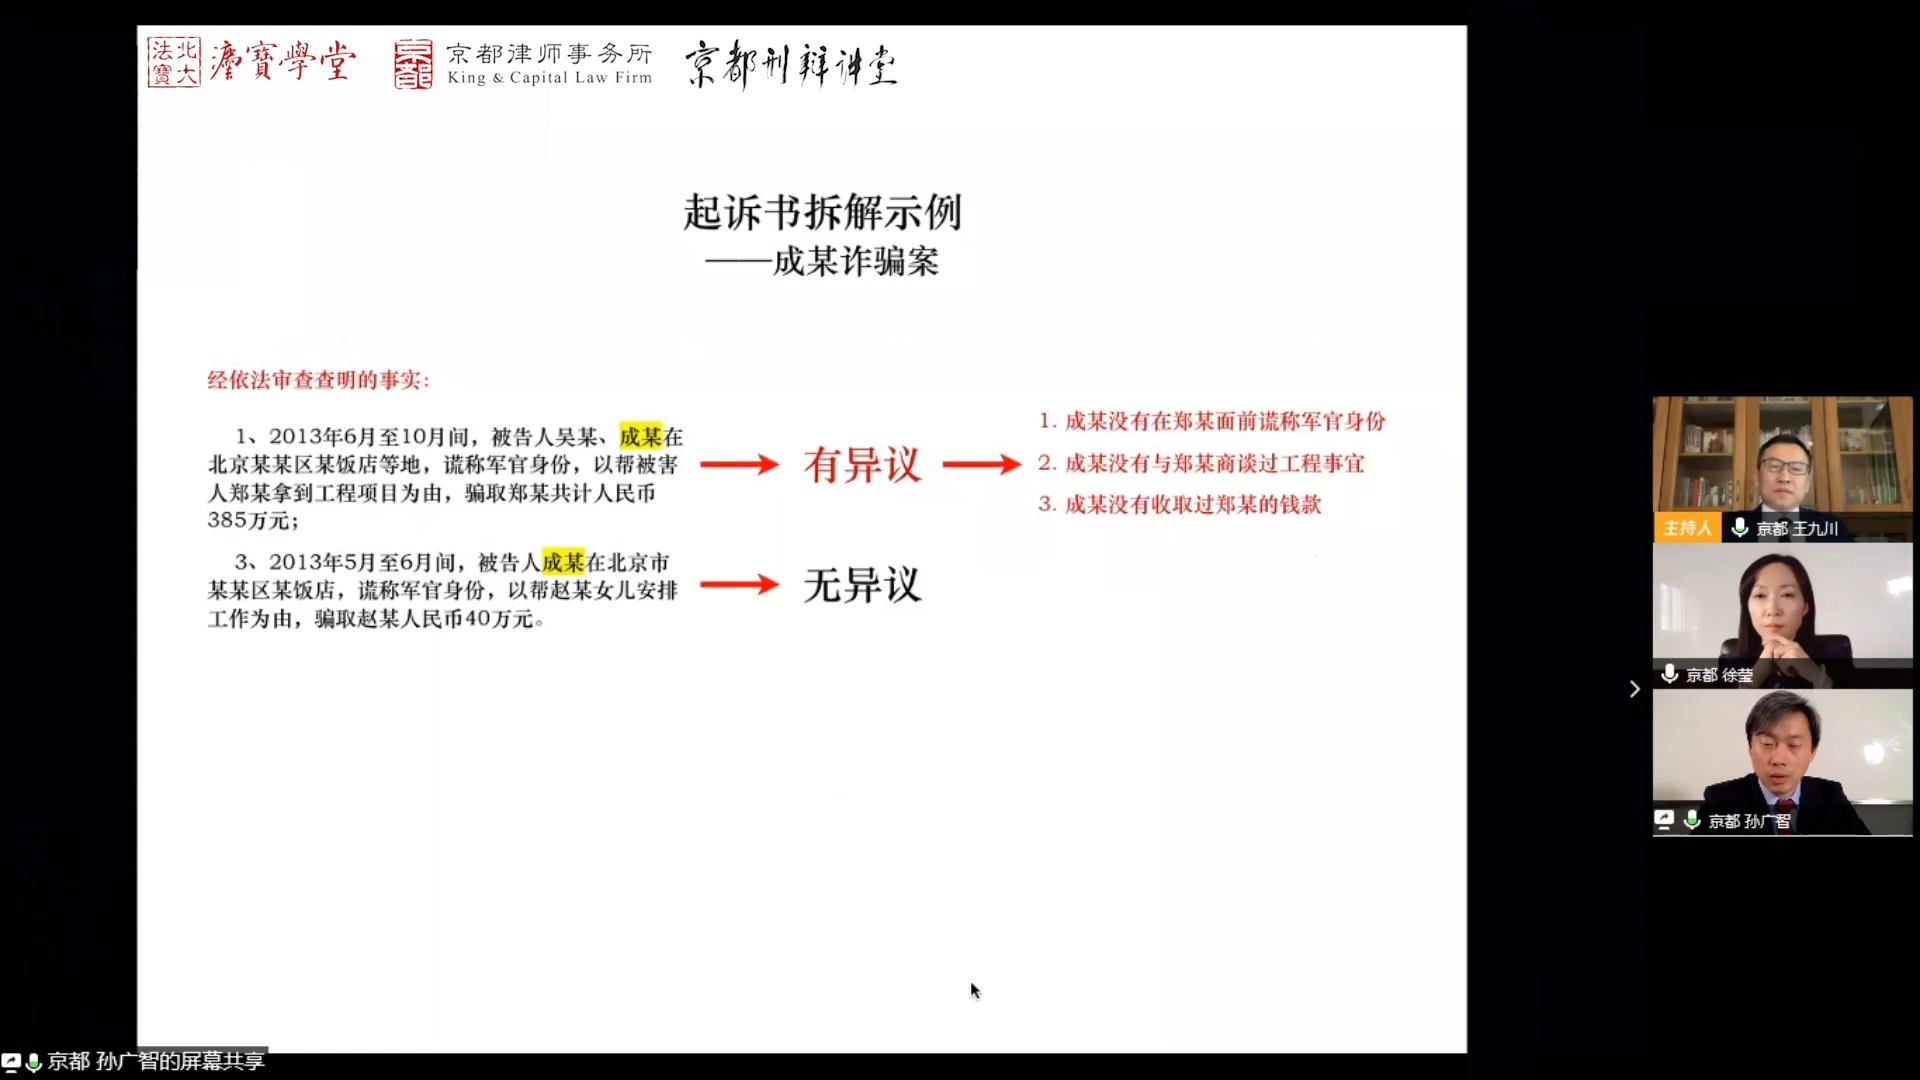 北大
法寶
法寶學堂
京都
京都律师事务所
King & Capital Law Firm
京都刑辩讲堂
起诉书拆解示例
——成某诈骗案
经依法审查查明的事实：
1、2013年6月至10月间，被告人吴某、成某在
北京某某区某饭店等地，谎称军官身份，以帮被害
人郑某拿到工程项目为由，骗取郑某共计人民币
385万元；
有异议
1. 成某没有在郑某面前谎称军官身份
2. 成某没有与郑某商谈过工程事宜
3. 成某没有收取过郑某的钱款
3、2013年5月至6月间，被告人成某在北京市
某某区某饭店，谎称军官身份，以帮赵某女儿安排
工作为由，骗取赵某人民币40万元。
无异议
主持人 京都 王九川
京都 徐莹
京都 孙广智
京都 孙广智的屏幕共享